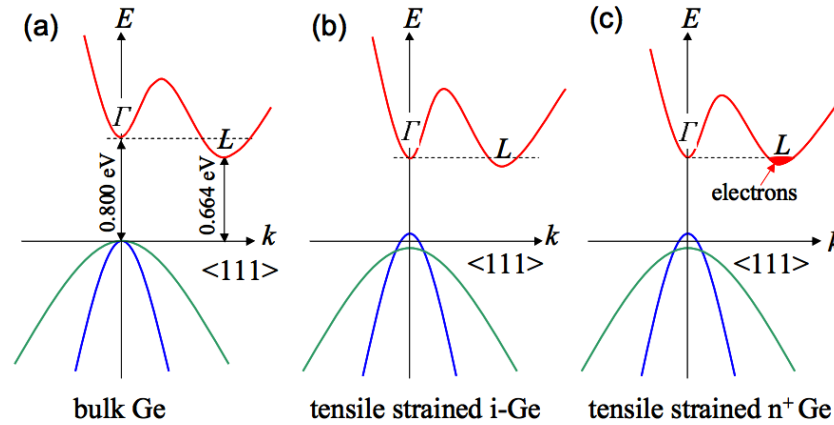 (a)
E
Γ
L
0.800 eV
0.664 eV
k
<111>
bulk Ge
(b)
E
Γ
L
k
<111>
tensile strained i-Ge
(c)
E
Γ
L
electrons
k
<111>
tensile strained n⁺ Ge